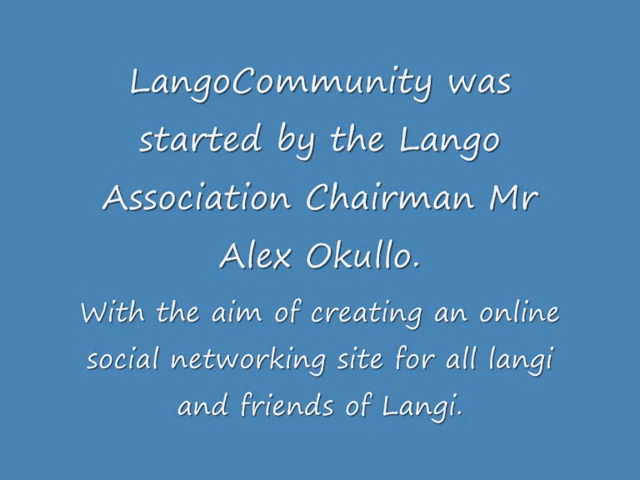 LangoCommunity was
started by the Lango
Association Chairman Mr
Alex Okullo.
With the aim of creating an online
social networking site for all langi
and friends of Langi.